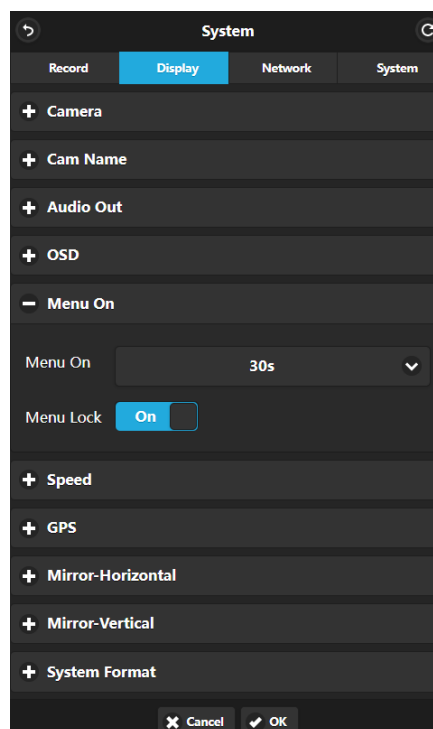 System
Record Display Network System
Camera
Cam Name
Audio Out
OSD
Menu On
Menu On 30s
Menu Lock On
Speed
GPS
Mirror-Horizontal
Mirror-Vertical
System Format
Cancel OK